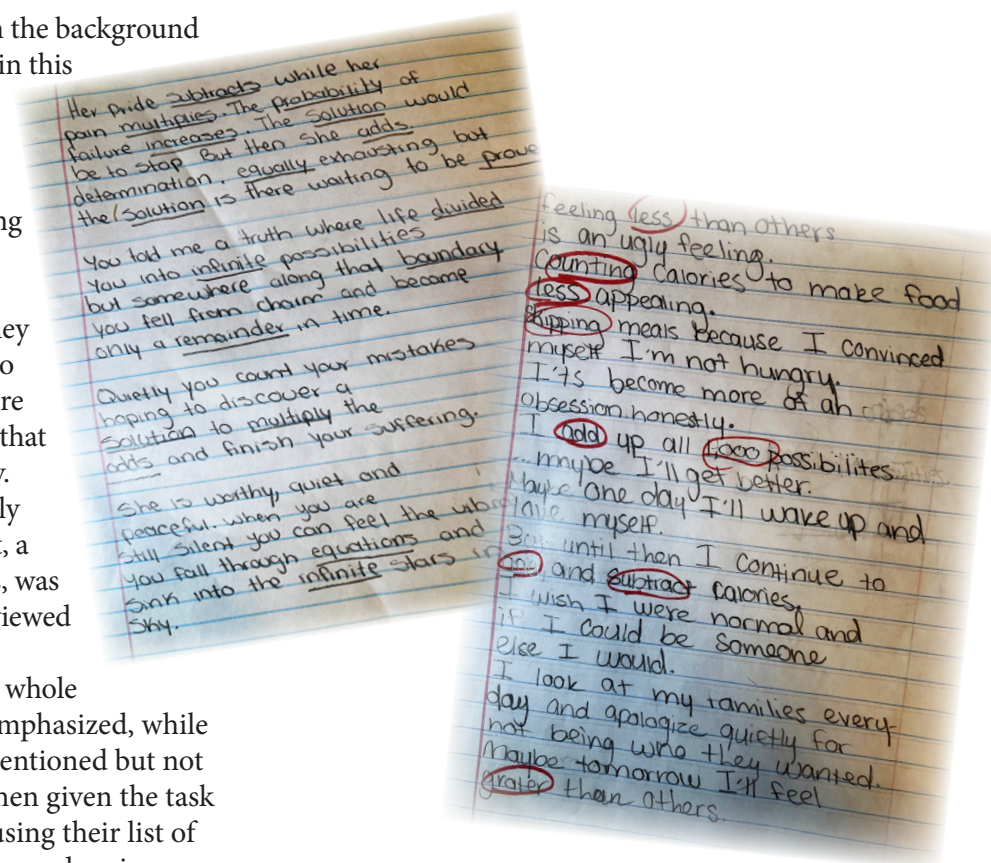 n the background
in this
ng
ey
o
re
that
y.
ly
t, a
s, was
viewed
whole
mphasized, while
entioned but not
hen given the task
using their list of
Her pride subtracts while her
pain multiplies. The probability of
failure increases. The solution would
be to stop But then she adds
determination, equally exhausting but
the solution is there waiting to be prove
You told me a truth where life divided
you into infinite possibilities
but somewhere along that boundary
you fell from charm and became
only a remainder in time.
Quietly you count your mistakes
hoping to discover a
solution to multiply the
odds and finish your suffering.
She is worthy, quiet and
peaceful. when you are
still silent you can feel the vibra
you fall through equations and
sink into the infinite stars in
sky.
feeling less than others
is an ugly feeling.
Counting calories to make food
less appealing.
skipping meals because I convinced
myself I'm not hungry.
I'ts become more of an
obsession honestly.
I add up all 1,000 possibilites
maybe I'll get better.
Maybe one day I'll wake up and
myself.
until then I continue to
and subtract calories,
I wish I were normal and
if I could be someone
else I would.
I look at my families every-
day and apologize quietly for
not being who they wanted.
Maybe tomorrow I'll feel
grater than others.